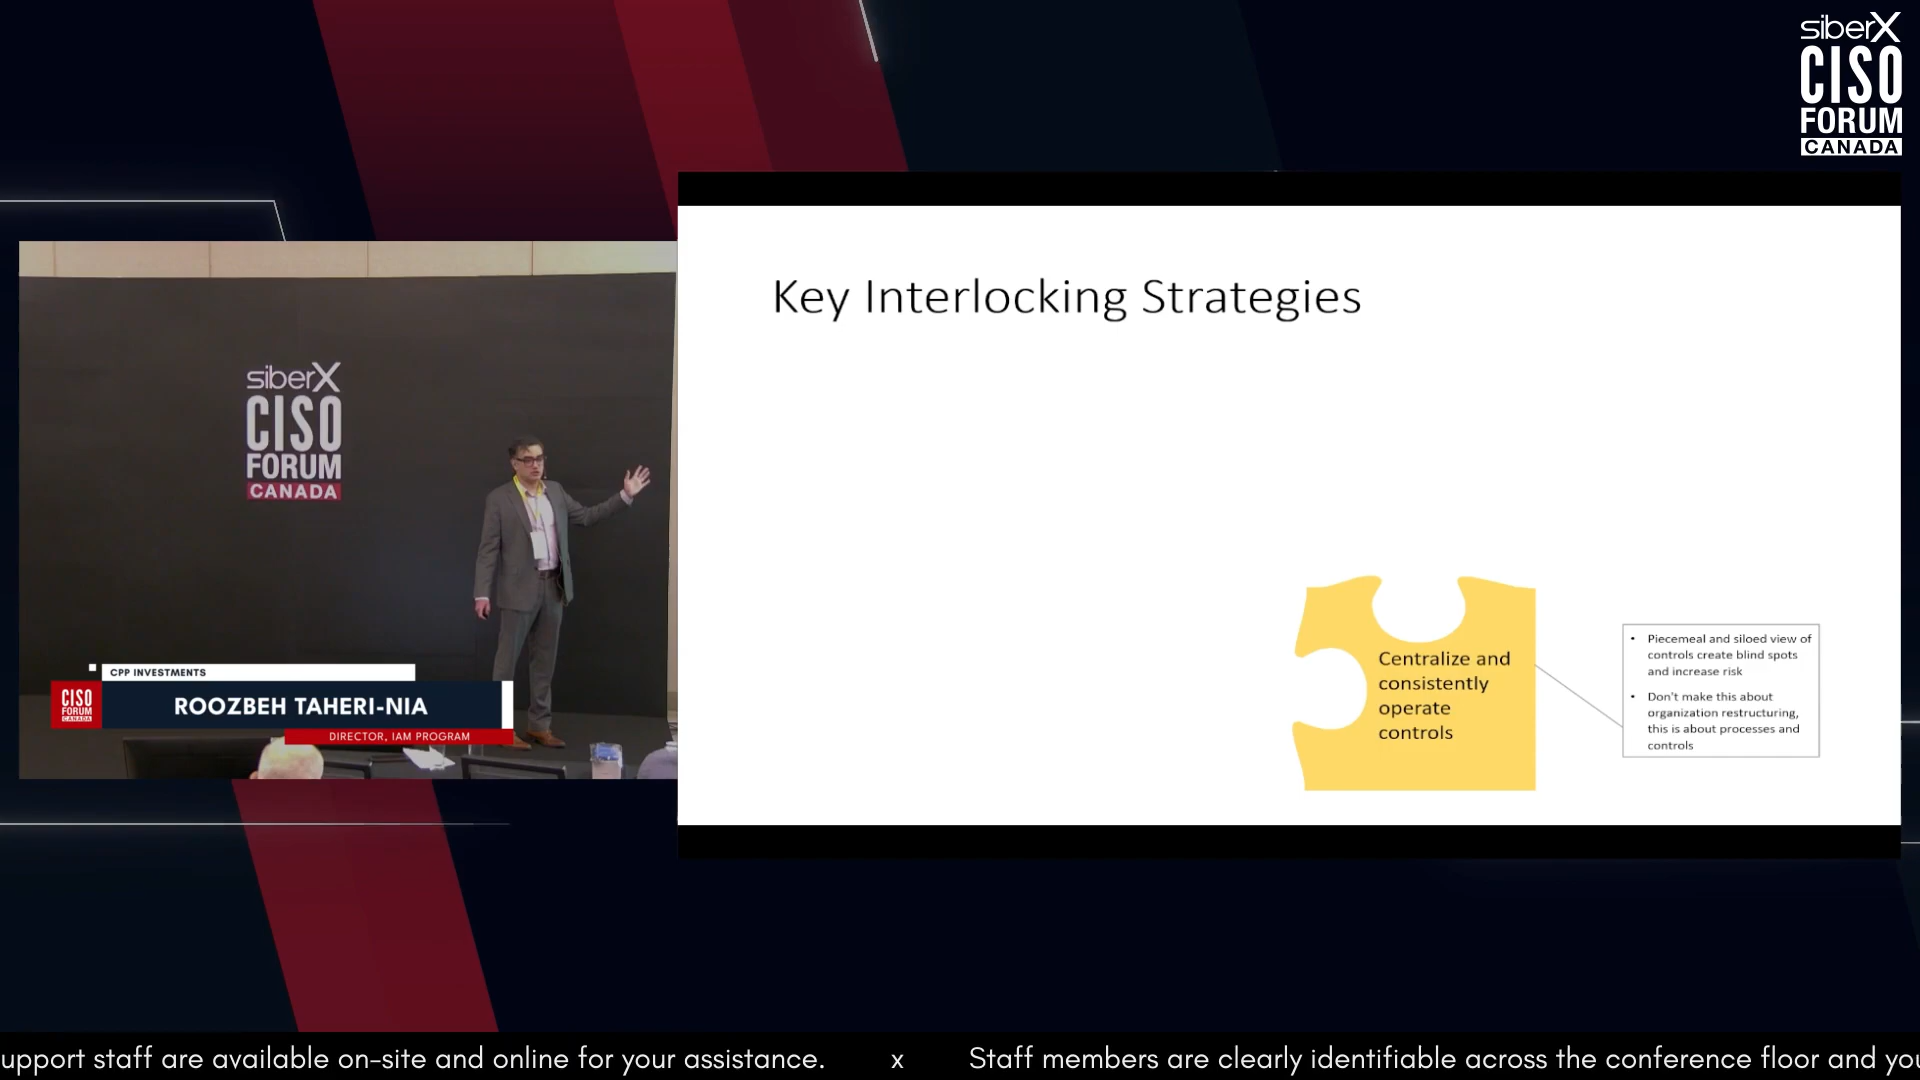 siberX
CISO
FORUM
CANADA
Key Interlocking Strategies
siberX
CISO
FORUM
CANADA
Centralize and
consistently
operate
controls
• Piecemeal and siloed view of
controls create blind spots
and increase risk
• Don't make this about
organization restructuring,
this is about processes and
controls
CPP INVESTMENTS
CISO
FORUM
CANADA
ROOZBEH TAHERI-NIA
DIRECTOR, IAM PROGRAM
upport staff are available on-site and online for your assistance. x Staff members are clearly identifiable across the conference floor and you